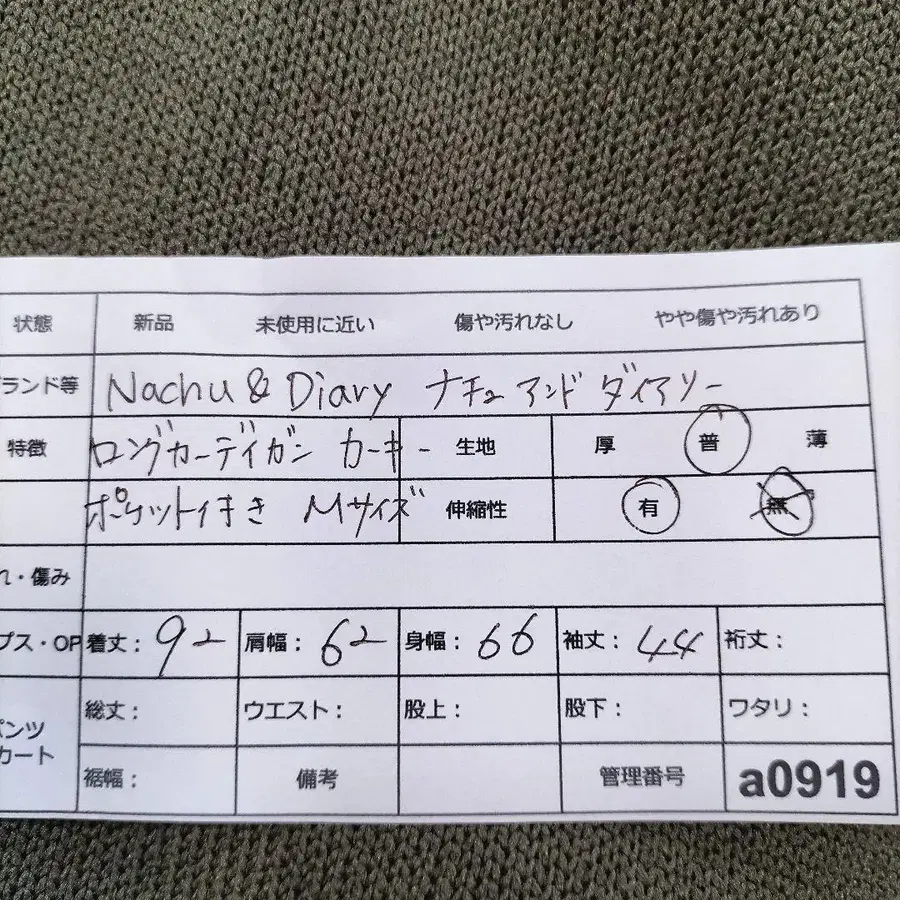 状態 新品 未使用に近い 傷や汚れなし やや傷や汚れあり
ランド等 Nachu & Diary ナチュアンドダイアリー
特徴 ロングカーディガン カーキー 生地 厚 普 薄
ポケット付き Mサイズ 伸縮性 有 無
れ・傷み
プス・OP 着丈: 92 肩幅: 62 身幅: 66 袖丈: 44 裄丈:
パンツ 総丈: ウエスト: 股上: 股下: ワタリ:
カート
裾幅: 備考 管理番号 a0919